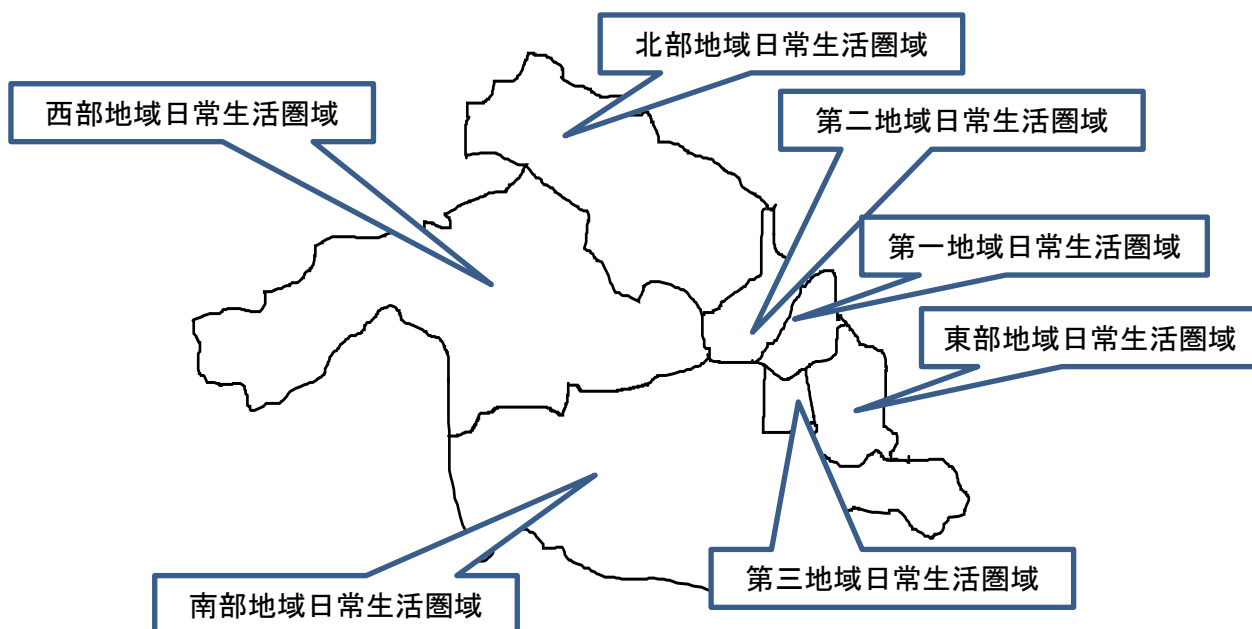 北部地域日常生活圏域
西部地域日常生活圏域
第二地域日常生活圏域
第一地域日常生活圏域
東部地域日常生活圏域
第三地域日常生活圏域
南部地域日常生活圏域